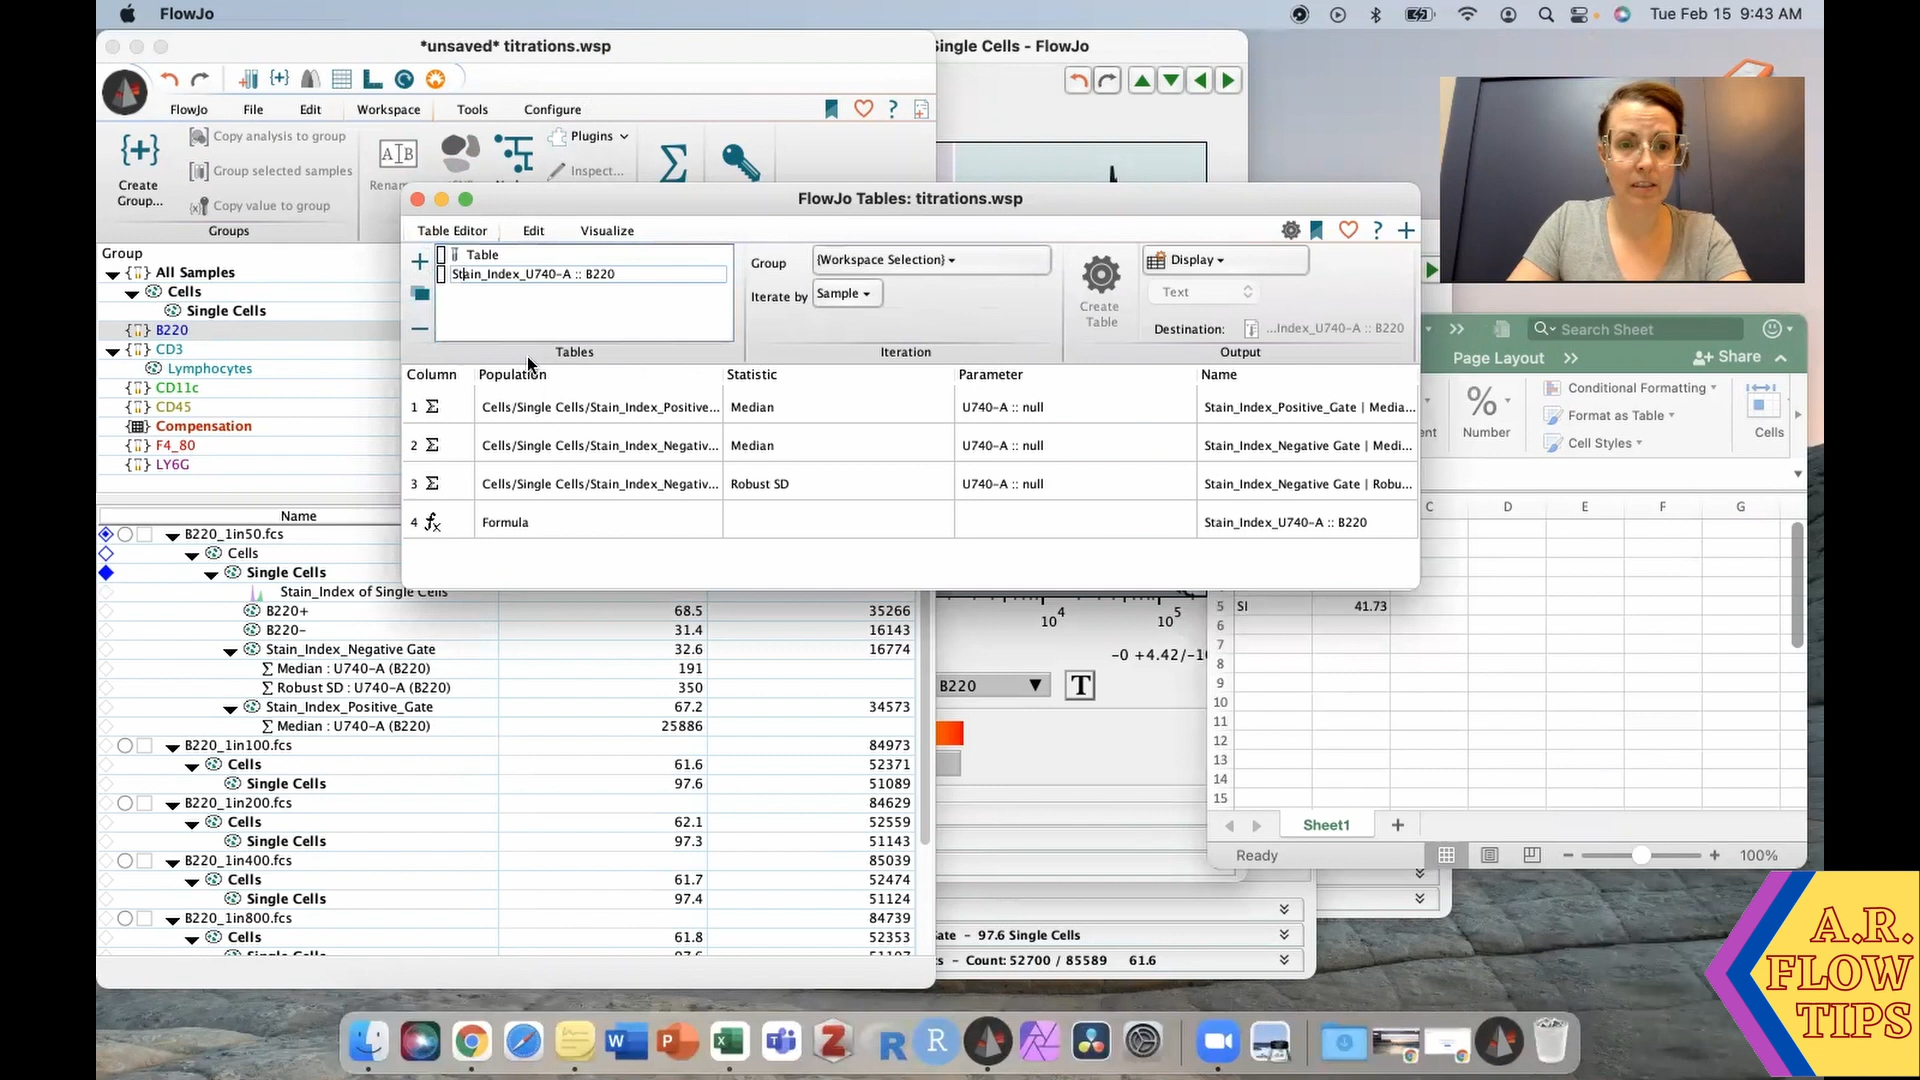 FlowJo
Tue Feb 15 9:43 AM
*unsaved* titrations.wsp
Single Cells - FlowJo
FlowJo File Edit Workspace Tools Configure
Create Group...
Copy analysis to group
Group selected samples
Copy value to group
Groups
Plugins
Inspect...
Group
{} All Samples
Cells
Single Cells
{} B220
{} CD3
Lymphocytes
{} CD11c
{} CD45
{} Compensation
{} F4_80
{} LY6G
FlowJo Tables: titrations.wsp
Table Editor Edit Visualize
Table
Stain_Index_U740-A :: B220
Tables
Group {Workspace Selection}
Iterate by Sample
Iteration
Create Table
Display
Text
Destination: ...Index_U740-A :: B220
Output
Column Population Statistic Parameter Name
1 Σ Cells/Single Cells/Stain_Index_Positive... Median U740-A :: null Stain_Index_Positive_Gate | Media...
2 Σ Cells/Single Cells/Stain_Index_Negativ... Median U740-A :: null Stain_Index_Negative Gate | Medi...
3 Σ Cells/Single Cells/Stain_Index_Negativ... Robust SD U740-A :: null Stain_Index_Negative Gate | Robu...
4 fx Formula Stain_Index_U740-A :: B220
Name
B220_1in50.fcs
Cells
Single Cells
Stain_Index of Single Cells
B220+ 68.5 35266
B220- 31.4 16143
Stain_Index_Negative Gate 32.6 16774
Σ Median : U740-A (B220) 191
Σ Robust SD : U740-A (B220) 350
Stain_Index_Positive_Gate 67.2 34573
Σ Median : U740-A (B220) 25886
B220_1in100.fcs 84973
Cells 61.6 52371
Single Cells 97.6 51089
B220_1in200.fcs 84629
Cells 62.1 52559
Single Cells 97.3 51143
B220_1in400.fcs 85039
Cells 61.7 52474
Single Cells 97.4 51124
B220_1in800.fcs 84739
Cells 61.8 52353
10^4 10^5
B220 T
- 97.6 Single Cells
- Count: 52700 / 85589 61.6
Search Sheet
Page Layout Share
% Number
Conditional Formatting
Format as Table
Cell Styles
Cells
C D E F G
5 SI 41.73
6
7
8
9
10
11
12
13
14
15
Sheet1
Ready 100%
A.R.
FLOW
TIPS